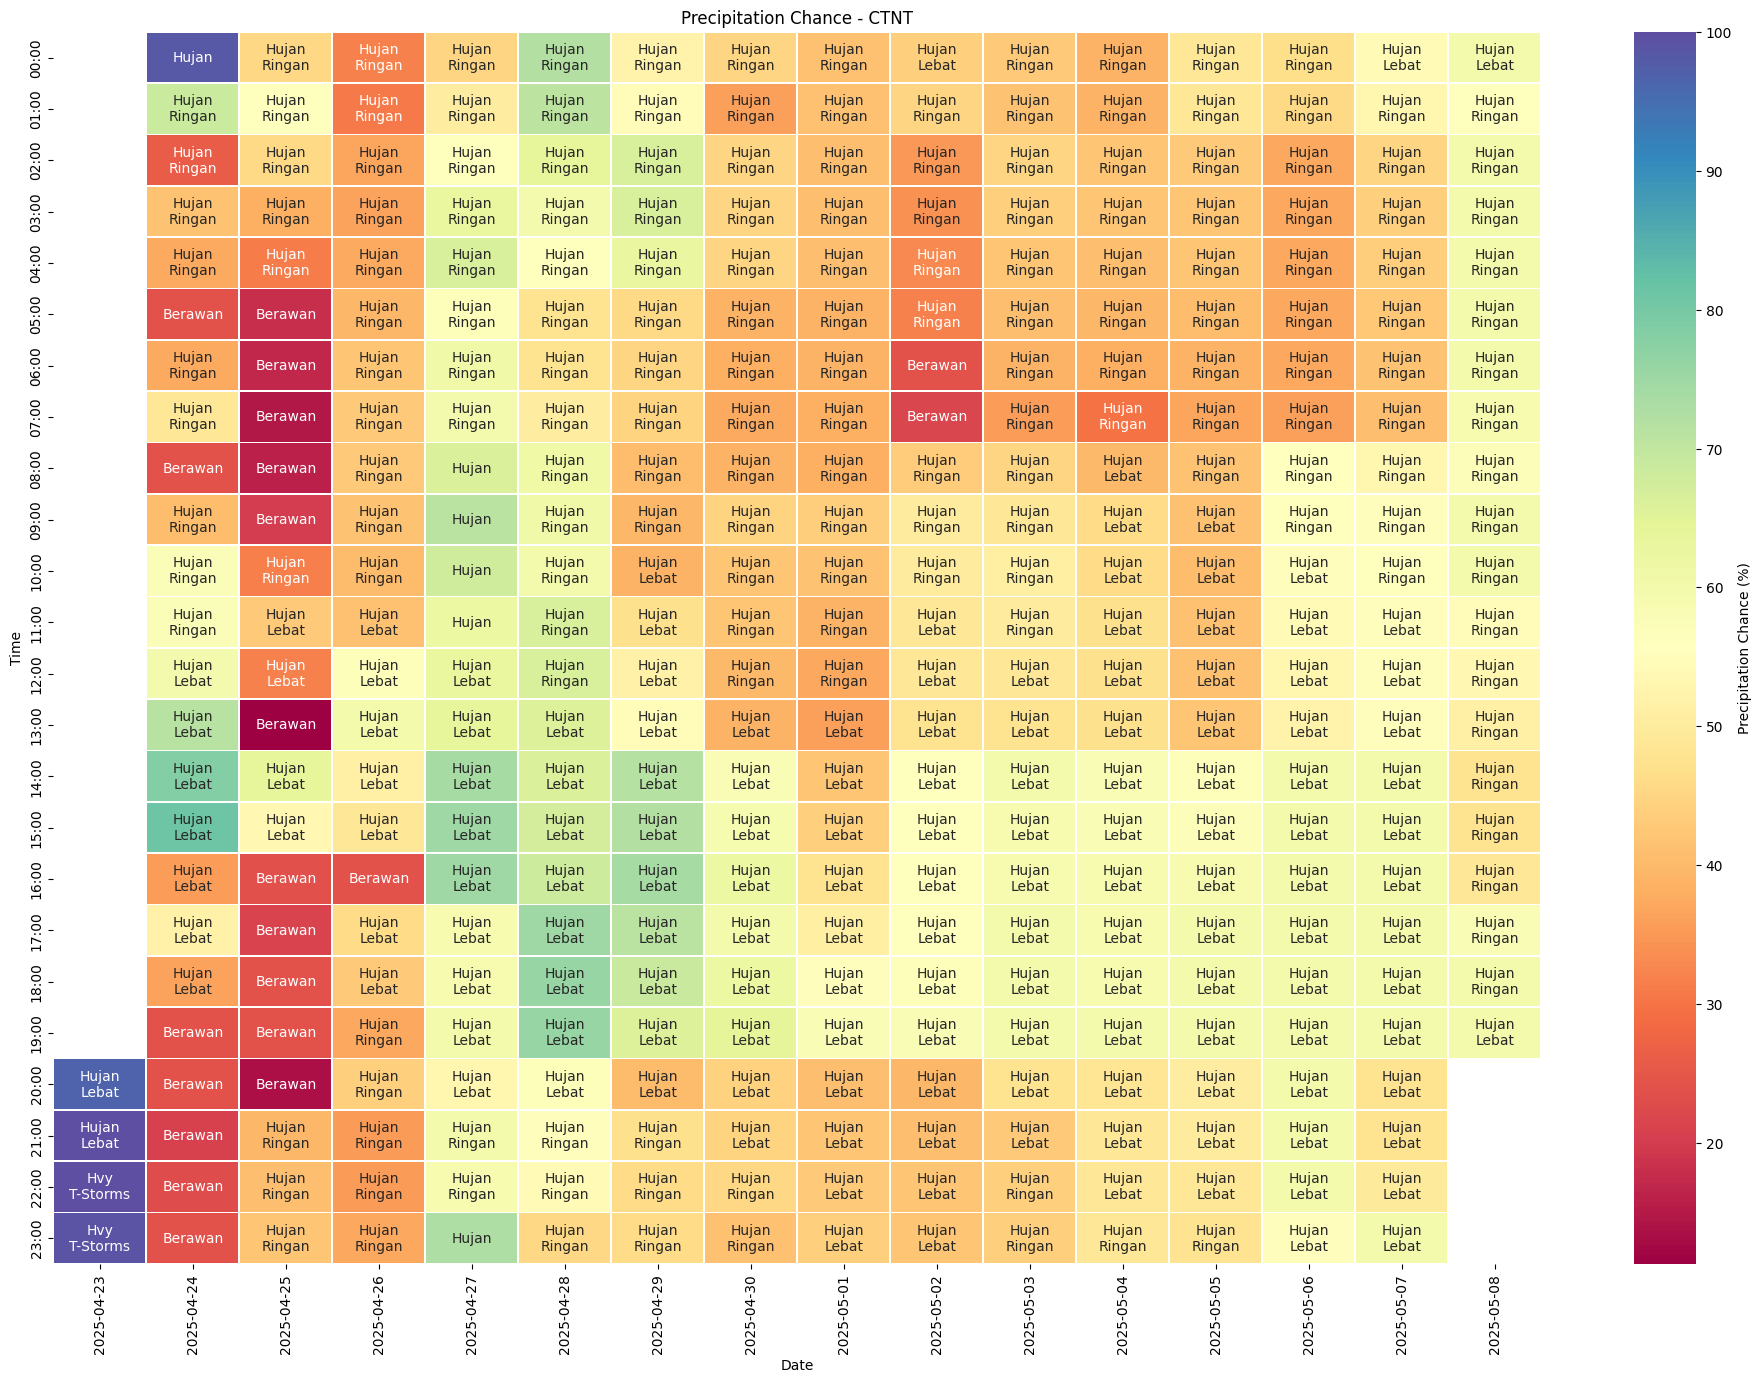 Precipitation Chance - CTNT
00:00 Hujan Hujan Ringan Hujan Ringan Hujan Ringan Hujan Ringan Hujan Ringan Hujan Ringan Hujan Ringan Hujan Lebat Hujan Ringan Hujan Ringan Hujan Ringan Hujan Ringan Hujan Lebat Hujan Lebat
01:00 Hujan Ringan Hujan Ringan Hujan Ringan Hujan Ringan Hujan Ringan Hujan Ringan Hujan Ringan Hujan Ringan Hujan Ringan Hujan Ringan Hujan Ringan Hujan Ringan Hujan Ringan Hujan Ringan Hujan Ringan
02:00 Hujan Ringan Hujan Ringan Hujan Ringan Hujan Ringan Hujan Ringan Hujan Ringan Hujan Ringan Hujan Ringan Hujan Ringan Hujan Ringan Hujan Ringan Hujan Ringan Hujan Ringan Hujan Ringan Hujan Ringan
03:00 Hujan Ringan Hujan Ringan Hujan Ringan Hujan Ringan Hujan Ringan Hujan Ringan Hujan Ringan Hujan Ringan Hujan Ringan Hujan Ringan Hujan Ringan Hujan Ringan Hujan Ringan Hujan Ringan Hujan Ringan
04:00 Hujan Ringan Hujan Ringan Hujan Ringan Hujan Ringan Hujan Ringan Hujan Ringan Hujan Ringan Hujan Ringan Hujan Ringan Hujan Ringan Hujan Ringan Hujan Ringan Hujan Ringan Hujan Ringan Hujan Ringan
05:00 Berawan Berawan Hujan Ringan Hujan Ringan Hujan Ringan Hujan Ringan Hujan Ringan Hujan Ringan Hujan Ringan Hujan Ringan Hujan Ringan Hujan Ringan Hujan Ringan Hujan Ringan Hujan Ringan
06:00 Hujan Ringan Berawan Hujan Ringan Hujan Ringan Hujan Ringan Hujan Ringan Hujan Ringan Hujan Ringan Berawan Hujan Ringan Hujan Ringan Hujan Ringan Hujan Ringan Hujan Ringan Hujan Ringan
07:00 Hujan Ringan Berawan Hujan Ringan Hujan Ringan Hujan Ringan Hujan Ringan Hujan Ringan Hujan Ringan Berawan Hujan Ringan Hujan Ringan Hujan Ringan Hujan Ringan Hujan Ringan Hujan Ringan
08:00 Berawan Berawan Hujan Ringan Hujan Hujan Ringan Hujan Ringan Hujan Ringan Hujan Ringan Hujan Ringan Hujan Ringan Hujan Lebat Hujan Ringan Hujan Ringan Hujan Ringan Hujan Ringan
09:00 Hujan Ringan Berawan Hujan Ringan Hujan Hujan Ringan Hujan Ringan Hujan Ringan Hujan Ringan Hujan Ringan Hujan Ringan Hujan Lebat Hujan Lebat Hujan Ringan Hujan Ringan Hujan Ringan
10:00 Hujan Ringan Hujan Ringan Hujan Ringan Hujan Hujan Ringan Hujan Lebat Hujan Ringan Hujan Ringan Hujan Ringan Hujan Ringan Hujan Lebat Hujan Lebat Hujan Lebat Hujan Ringan Hujan Ringan
11:00 Hujan Ringan Hujan Lebat Hujan Lebat Hujan Hujan Ringan Hujan Lebat Hujan Ringan Hujan Ringan Hujan Lebat Hujan Ringan Hujan Lebat Hujan Lebat Hujan Lebat Hujan Lebat Hujan Ringan
12:00 Hujan Lebat Hujan Lebat Hujan Lebat Hujan Lebat Hujan Ringan Hujan Lebat Hujan Ringan Hujan Ringan Hujan Lebat Hujan Lebat Hujan Lebat Hujan Lebat Hujan Lebat Hujan Lebat Hujan Ringan
13:00 Hujan Lebat Berawan Hujan Lebat Hujan Lebat Hujan Lebat Hujan Lebat Hujan Lebat Hujan Lebat Hujan Lebat Hujan Lebat Hujan Lebat Hujan Lebat Hujan Lebat Hujan Lebat Hujan Ringan
14:00 Hujan Lebat Hujan Lebat Hujan Lebat Hujan Lebat Hujan Lebat Hujan Lebat Hujan Lebat Hujan Lebat Hujan Lebat Hujan Lebat Hujan Lebat Hujan Lebat Hujan Lebat Hujan Lebat Hujan Ringan
15:00 Hujan Lebat Hujan Lebat Hujan Lebat Hujan Lebat Hujan Lebat Hujan Lebat Hujan Lebat Hujan Lebat Hujan Lebat Hujan Lebat Hujan Lebat Hujan Lebat Hujan Lebat Hujan Lebat Hujan Ringan
16:00 Hujan Lebat Berawan Berawan Hujan Lebat Hujan Lebat Hujan Lebat Hujan Lebat Hujan Lebat Hujan Lebat Hujan Lebat Hujan Lebat Hujan Lebat Hujan Lebat Hujan Lebat Hujan Ringan
17:00 Hujan Lebat Berawan Hujan Lebat Hujan Lebat Hujan Lebat Hujan Lebat Hujan Lebat Hujan Lebat Hujan Lebat Hujan Lebat Hujan Lebat Hujan Lebat Hujan Lebat Hujan Lebat Hujan Ringan
18:00 Hujan Lebat Berawan Hujan Lebat Hujan Lebat Hujan Lebat Hujan Lebat Hujan Lebat Hujan Lebat Hujan Lebat Hujan Lebat Hujan Lebat Hujan Lebat Hujan Lebat Hujan Lebat Hujan Ringan
19:00 Berawan Berawan Hujan Ringan Hujan Lebat Hujan Lebat Hujan Lebat Hujan Lebat Hujan Lebat Hujan Lebat Hujan Lebat Hujan Lebat Hujan Lebat Hujan Lebat Hujan Lebat Hujan Lebat
20:00 Hujan Lebat Berawan Berawan Hujan Ringan Hujan Lebat Hujan Lebat Hujan Lebat Hujan Lebat Hujan Lebat Hujan Lebat Hujan Lebat Hujan Lebat Hujan Lebat Hujan Lebat Hujan Lebat
21:00 Hujan Lebat Berawan Hujan Ringan Hujan Ringan Hujan Ringan Hujan Ringan Hujan Ringan Hujan Lebat Hujan Lebat Hujan Lebat Hujan Lebat Hujan Lebat Hujan Lebat Hujan Lebat Hujan Lebat
22:00 Hvy T-Storms Berawan Hujan Ringan Hujan Ringan Hujan Ringan Hujan Ringan Hujan Ringan Hujan Ringan Hujan Lebat Hujan Lebat Hujan Ringan Hujan Lebat Hujan Lebat Hujan Lebat Hujan Lebat
23:00 Hvy T-Storms Berawan Hujan Ringan Hujan Ringan Hujan Hujan Ringan Hujan Ringan Hujan Ringan Hujan Lebat Hujan Lebat Hujan Ringan Hujan Ringan Hujan Ringan Hujan Lebat Hujan Lebat
Time
2025-04-23 2025-04-24 2025-04-25 2025-04-26 2025-04-27 2025-04-28 2025-04-29 2025-04-30 2025-05-01 2025-05-02 2025-05-03 2025-05-04 2025-05-05 2025-05-06 2025-05-07 2025-05-08
Date
100
90
80
70
60
50
40
30
20
Precipitation Chance (%)